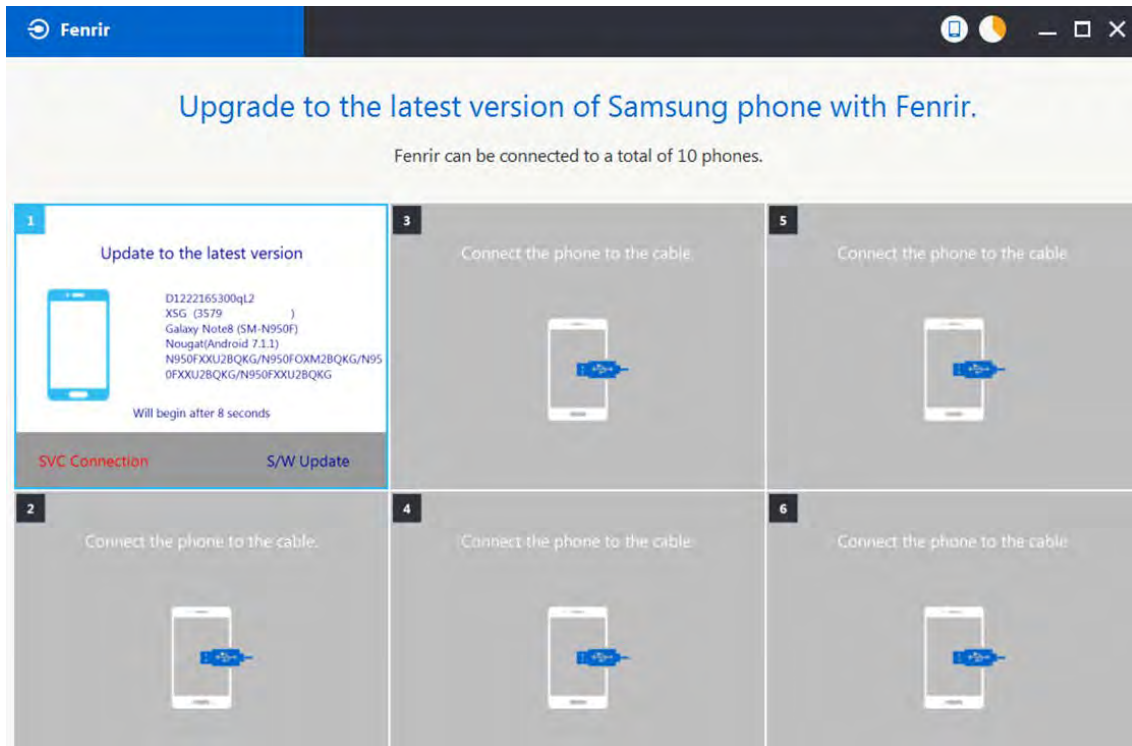 Fenrir
Upgrade to the latest version of Samsung phone with Fenrir.
Fenrir can be connected to a total of 10 phones.
1
Update to the latest version
D1222165300qL2
XSG (3579 )
Galaxy Note8 (SM-N950F)
Nougat(Android 7.1.1)
N950FXXU2BQKG/N950FOXM2BQKG/N95
0FXXU2BQKG/N950FXXU2BQKG
Will begin after 8 seconds
SVC Connection S/W Update
3
Connect the phone to the cable.
5
Connect the phone to the cable.
2
Connect the phone to the cable.
4
Connect the phone to the cable.
6
Connect the phone to the cable.